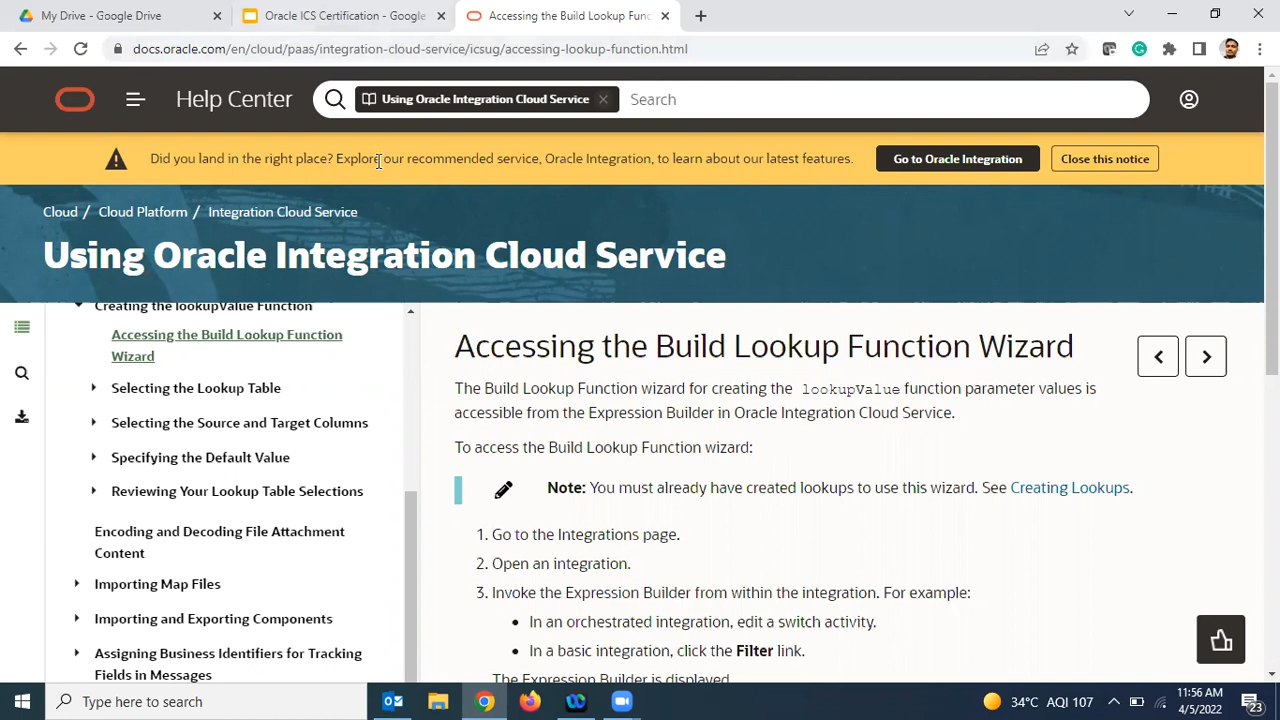 My Drive - Google Drive
Oracle ICS Certification - Google
Accessing the Build Lookup Func
docs.oracle.com/en/cloud/paas/integration-cloud-service/icsug/accessing-lookup-function.html
Help Center
Using Oracle Integration Cloud Service
Search
Did you land in the right place? Explore our recommended service, Oracle Integration, to learn about our latest features.
Go to Oracle Integration
Close this notice
Cloud / Cloud Platform / Integration Cloud Service
Using Oracle Integration Cloud Service
Creating the lookupValue Function
Accessing the Build Lookup Function
Wizard
Selecting the Lookup Table
Selecting the Source and Target Columns
Specifying the Default Value
Reviewing Your Lookup Table Selections
Encoding and Decoding File Attachment
Content
Importing Map Files
Importing and Exporting Components
Assigning Business Identifiers for Tracking
Fields in Messages
Accessing the Build Lookup Function Wizard
The Build Lookup Function wizard for creating the lookupValue function parameter values is
accessible from the Expression Builder in Oracle Integration Cloud Service.
To access the Build Lookup Function wizard:
Note: You must already have created lookups to use this wizard. See Creating Lookups.
1. Go to the Integrations page.
2. Open an integration.
3. Invoke the Expression Builder from within the integration. For example:
• In an orchestrated integration, edit a switch activity.
• In a basic integration, click the Filter link.
The Expression Builder is displayed.
Type here to search
34°C AQI 107
11:56 AM
4/5/2022
23